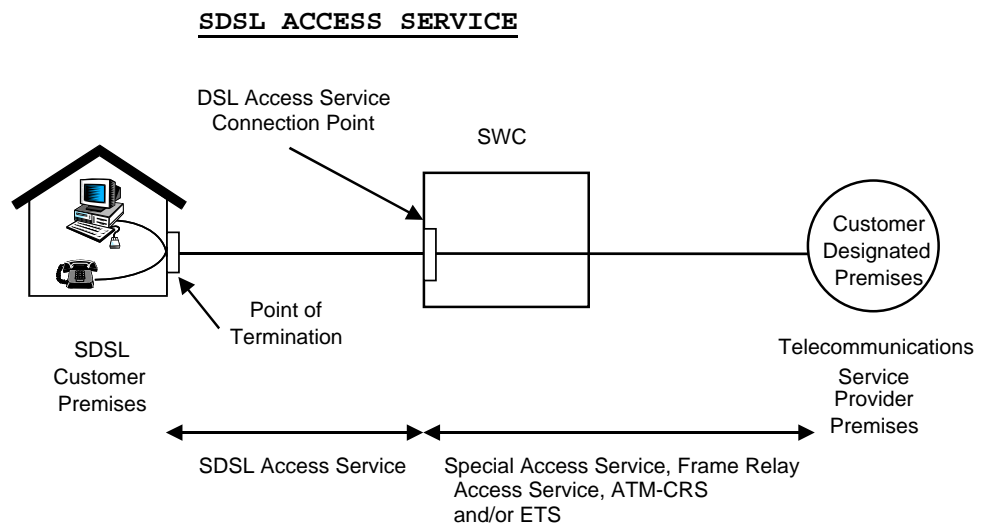 SDSL ACCESS SERVICE
DSL Access Service
Connection Point
SWC
Customer
Designated
Premises
Point of
Termination
SDSL
Customer
Premises
Telecommunications
Service
Provider
Premises
SDSL Access Service
Special Access Service, Frame Relay
Access Service, ATM-CRS
and/or ETS